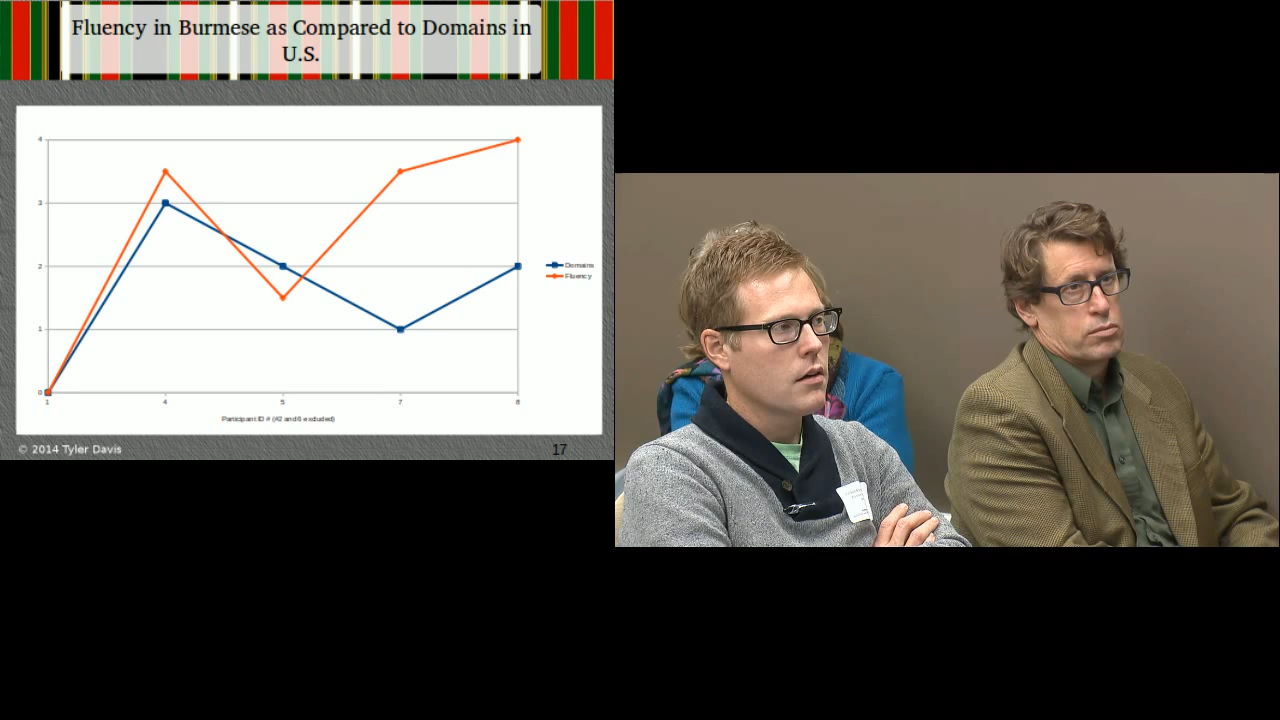 Fluency in Burmese as Compared to Domains in
U.S.
4
3
2
1
0
1 4 5 7 8
Domains
Fluency
Participant ID # (#2 and 6 excluded)
© 2014 Tyler Davis
17